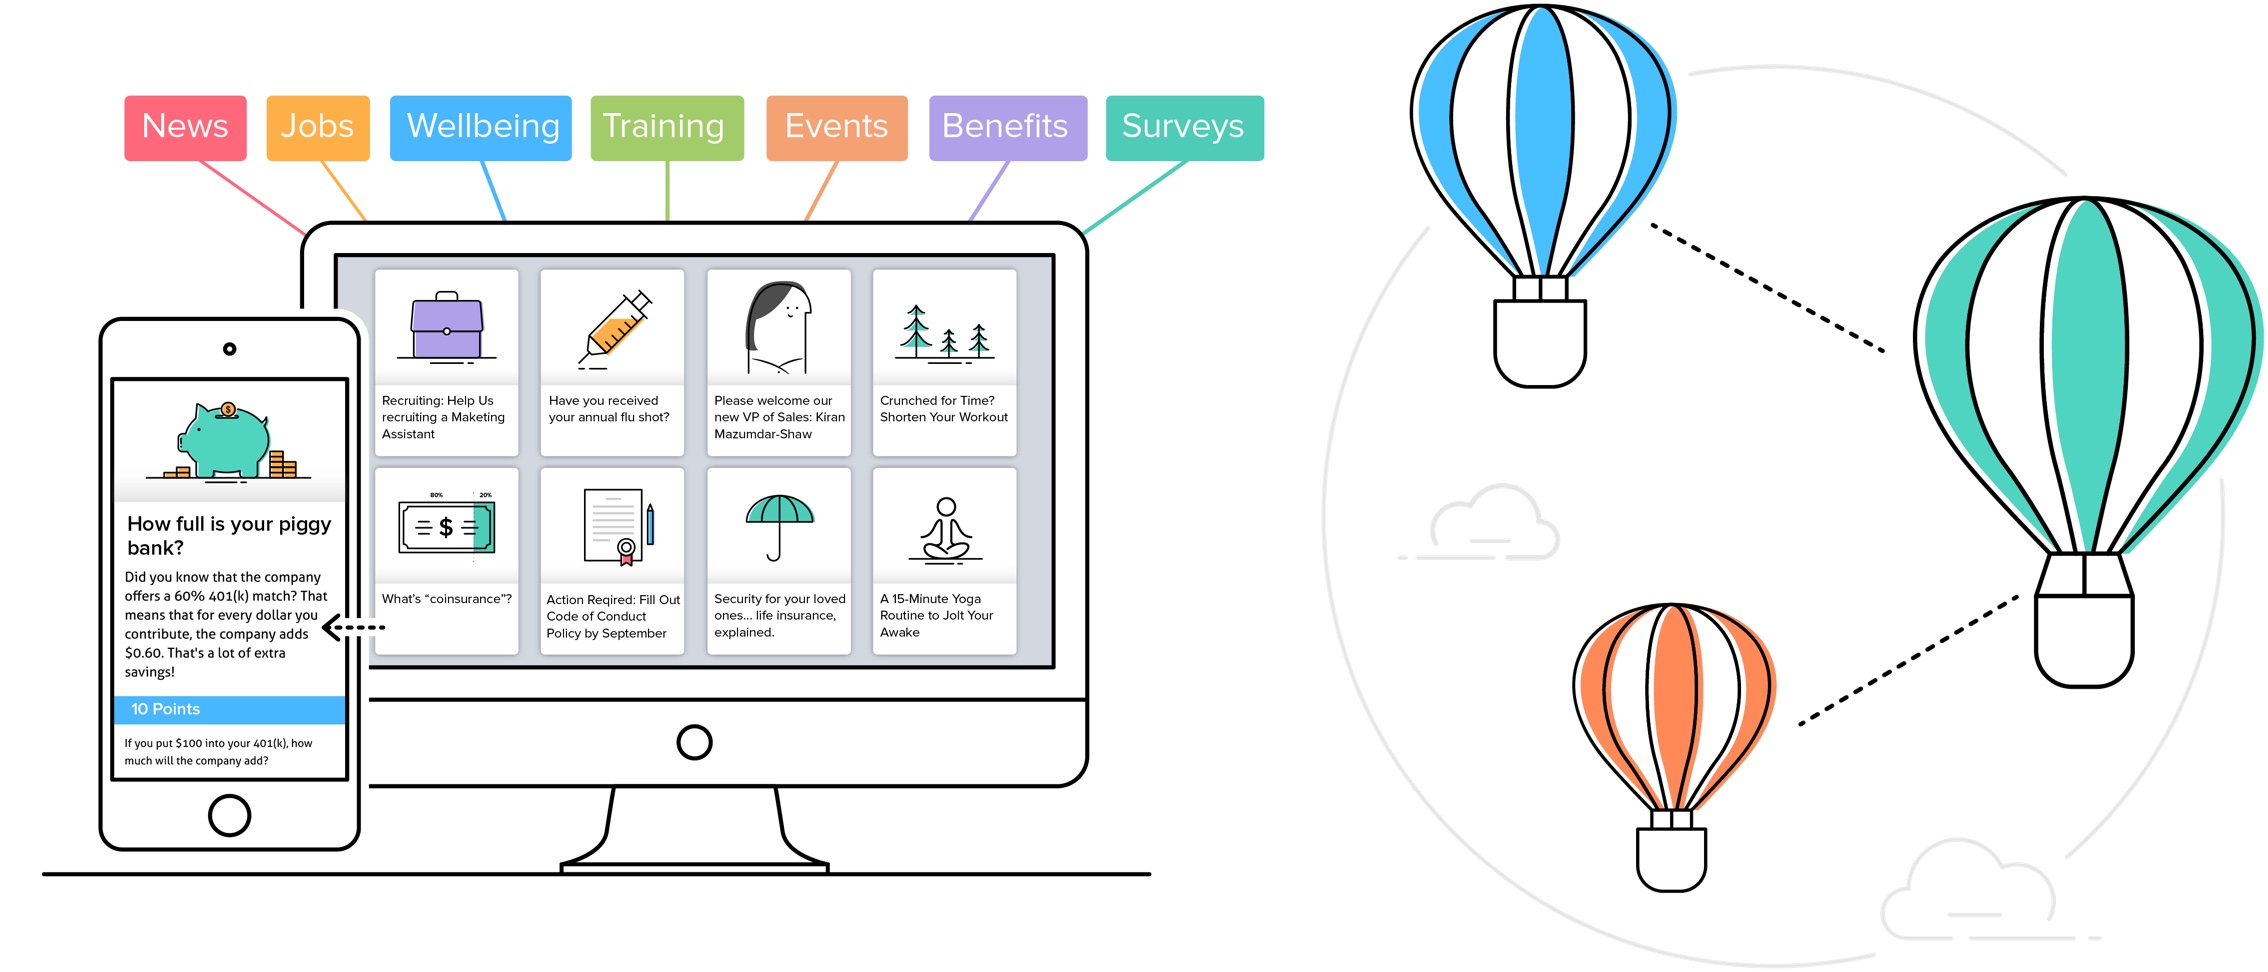 News
Jobs
Wellbeing
Training
Events
Benefits
Surveys
Recruiting: Help Us
recruiting a Maketing
Assistant
Have you received
your annual flu shot?
Please welcome our
new VP of Sales: Kiran
Mazumdar-Shaw
Crunched for Time?
Shorten Your Workout
80% 20%
$
What's “coinsurance”?
Action Reqired: Fill Out
Code of Conduct
Policy by September
Security for your loved
ones... life insurance,
explained.
A 15-Minute Yoga
Routine to Jolt Your
Awake
$
How full is your piggy
bank?
Did you know that the company
offers a 60% 401(k) match? That
means that for every dollar you
contribute, the company adds
$0.60. That's a lot of extra
savings!
10 Points
If you put $100 into your 401(k), how
much will the company add?